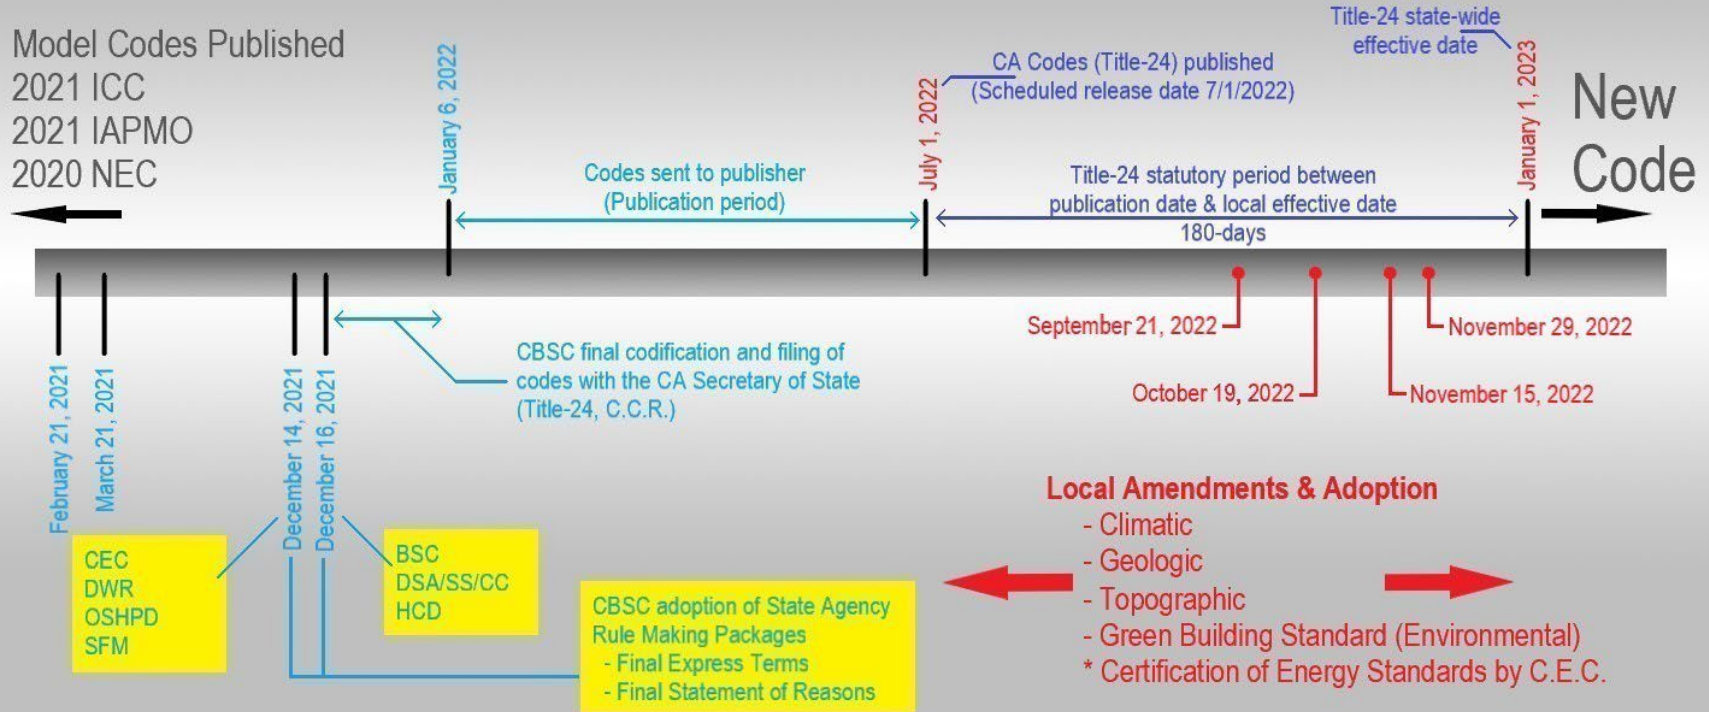 Model Codes Published
2021 ICC
2021 IAPMO
2020 NEC
January 6, 2022
Codes sent to publisher
(Publication period)
July 1, 2022
CA Codes (Title-24) published
(Scheduled release date 7/1/2022)
Title-24 statutory period between
publication date & local effective date
180-days
Title-24 state-wide
effective date
January 1, 2023
New
Code
February 21, 2021
March 21, 2021
December 14, 2021
December 16, 2021
CBSC final codification and filing of
codes with the CA Secretary of State
(Title-24, C.C.R.)
September 21, 2022
October 19, 2022
November 15, 2022
November 29, 2022
CEC
DWR
OSHPD
SFM
BSC
DSA/SS/CC
HCD
CBSC adoption of State Agency
Rule Making Packages
- Final Express Terms
- Final Statement of Reasons
Local Amendments & Adoption
- Climatic
- Geologic
- Topographic
- Green Building Standard (Environmental)
* Certification of Energy Standards by C.E.C.